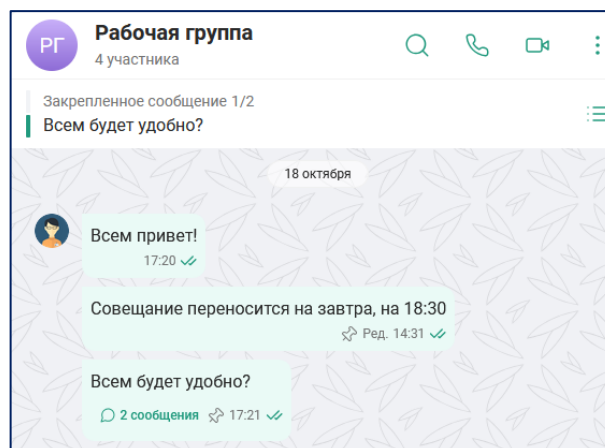 РГ
Рабочая группа
4 участника
Закрепленное сообщение 1/2
Всем будет удобно?
18 октября
Всем привет!
17:20
Совещание переносится на завтра, на 18:30
Ред. 14:31
Всем будет удобно?
2 сообщения 17:21